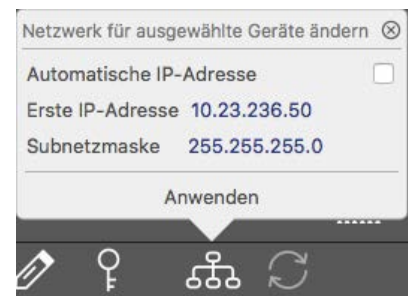 Netzwerk für ausgewählte Geräte ändern
Automatische IP-Adresse
Erste IP-Adresse 10.23.236.50
Subnetzmaske 255.255.255.0
Anwenden